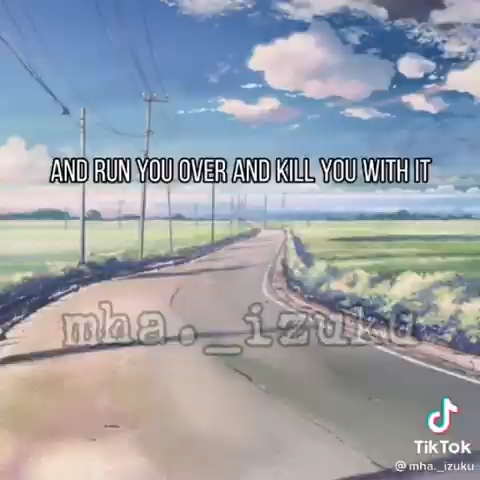 AND RUN YOU OVER AND KILL YOU WITH IT
mha._izuku
TikTok
@mha._izuku